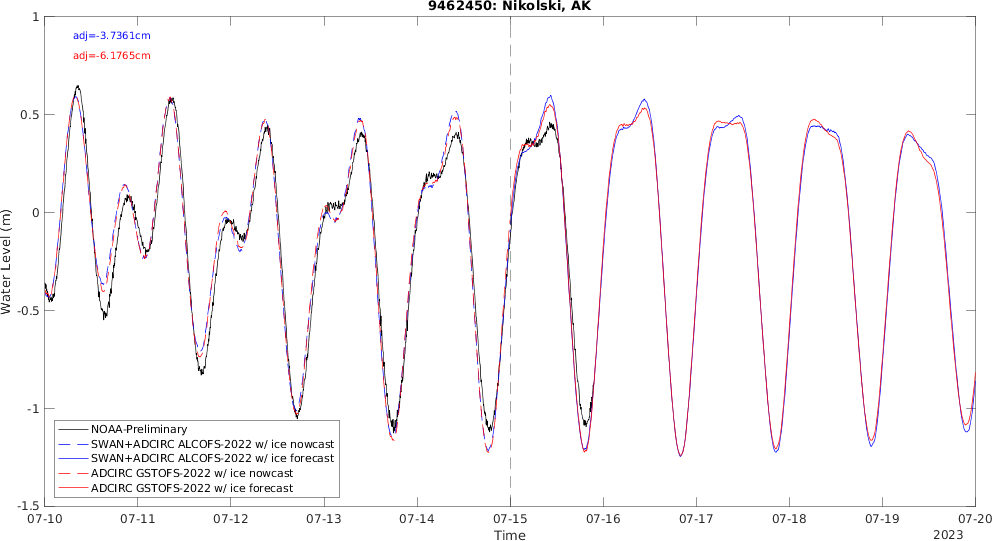 9462450: Nikolski, AK
adj=-3.7361cm
adj=-6.1765cm
Water Level (m)
1
0.5
0
-0.5
-1
-1.5
NOAA-Preliminary
SWAN+ADCIRC ALCOFS-2022 w/ ice nowcast
SWAN+ADCIRC ALCOFS-2022 w/ ice forecast
ADCIRC GSTOFS-2022 w/ ice nowcast
ADCIRC GSTOFS-2022 w/ ice forecast
07-10 07-11 07-12 07-13 07-14 07-15 07-16 07-17 07-18 07-19 07-20
Time
2023